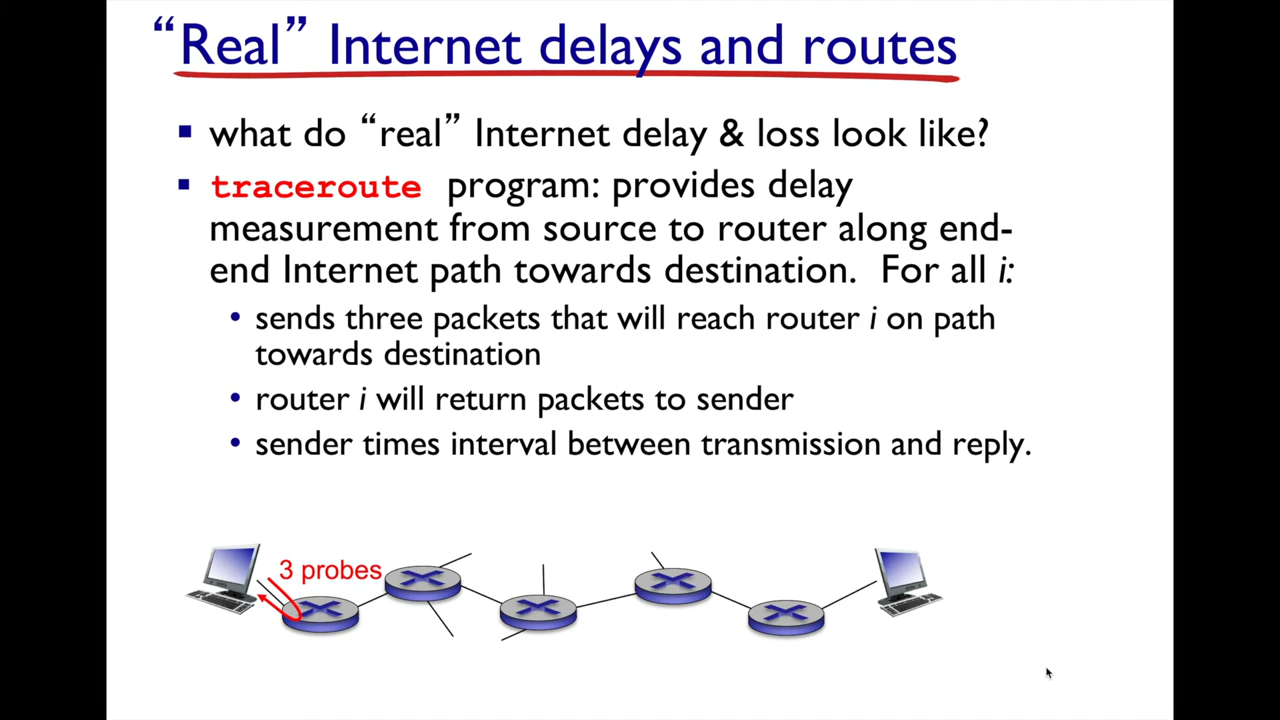 “Real” Internet delays and routes
▪ what do “real” Internet delay & loss look like?
▪ traceroute program: provides delay
measurement from source to router along end-
end Internet path towards destination. For all i:
• sends three packets that will reach router i on path
towards destination
• router i will return packets to sender
• sender times interval between transmission and reply.
3 probes